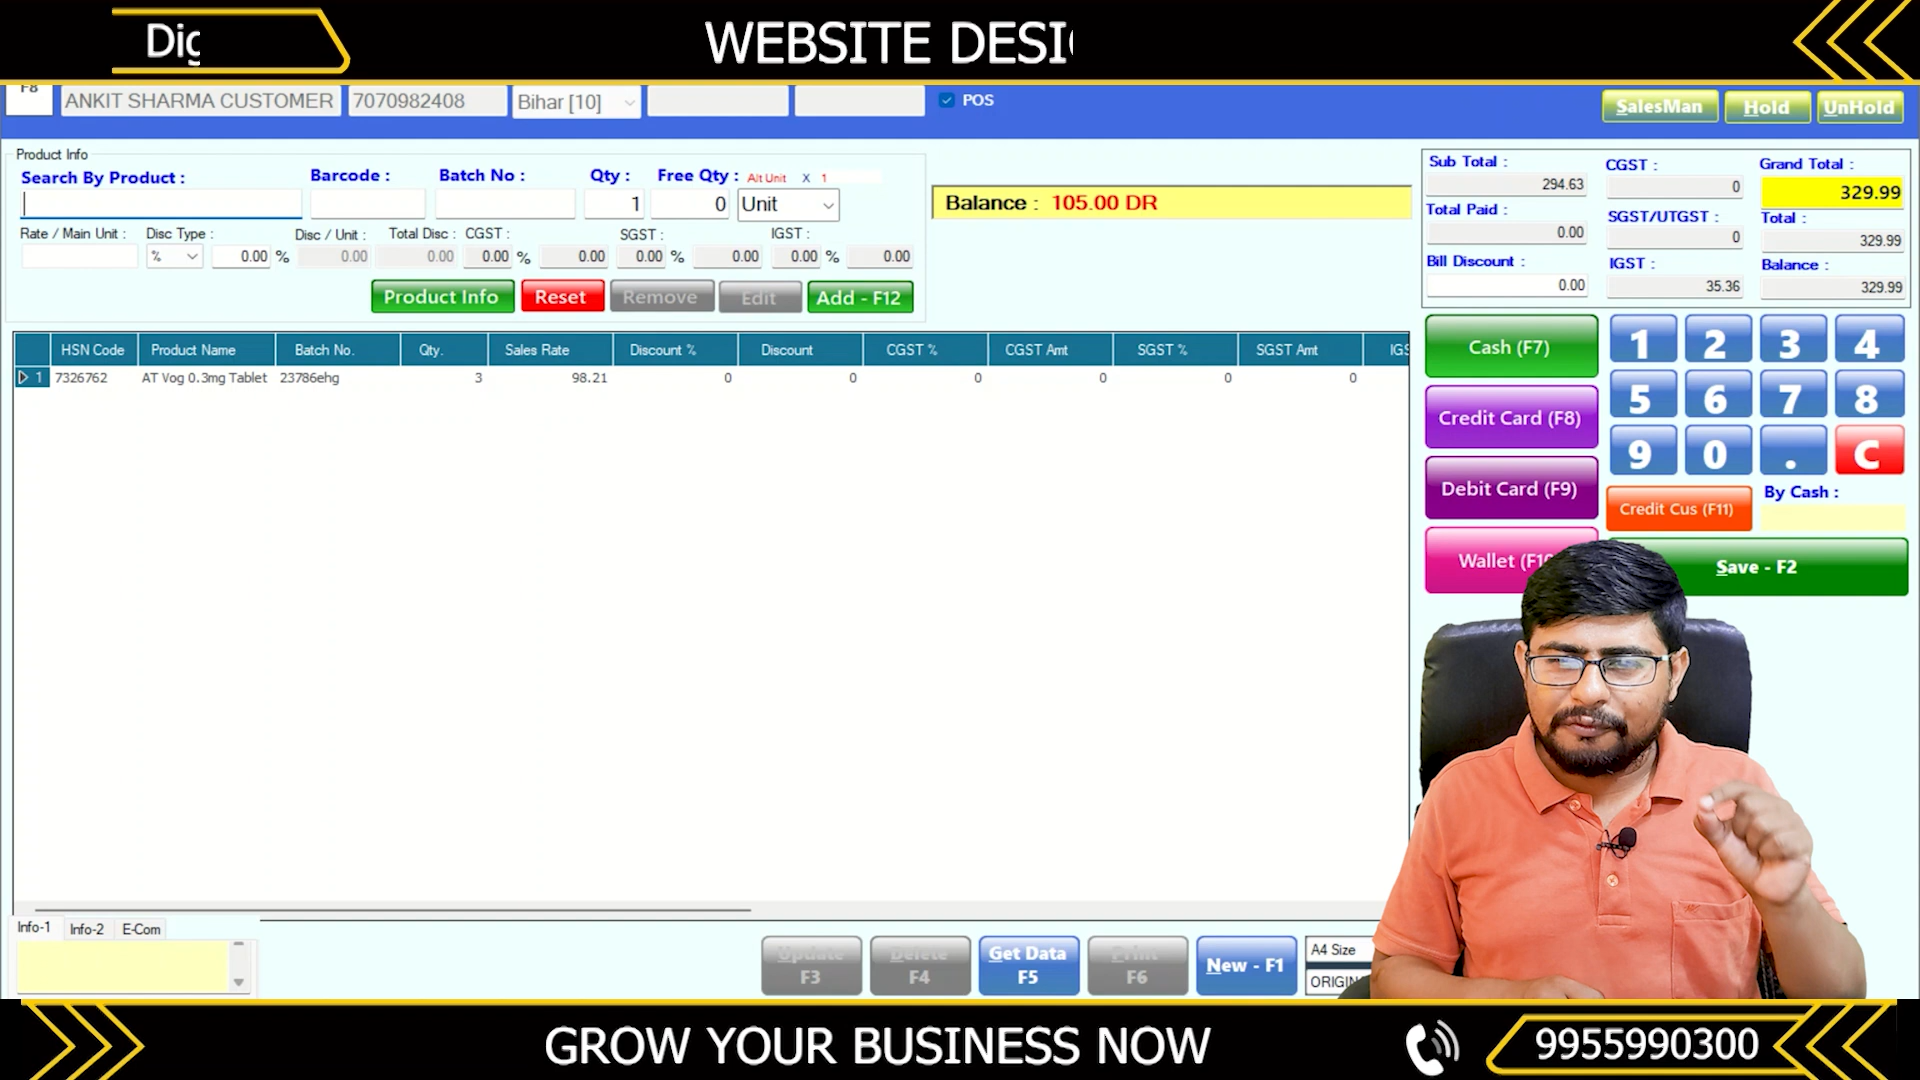 Dig
WEBSITE DESI
F8
ANKIT SHARMA CUSTOMER
7070982408
Bihar [10]
POS
SalesMan
Hold
UnHold
Product Info
Search By Product :
Barcode :
Batch No :
Qty :
Free Qty :
Alt Unit X 1
1
0
Unit
Rate / Main Unit :
Disc Type :
Disc / Unit :
Total Disc :
CGST :
SGST :
IGST :
%
0.00 %
0.00
0.00
0.00 %
0.00
0.00 %
0.00
0.00 %
0.00
Product Info
Reset
Remove
Edit
Add - F12
Balance : 105.00 DR
Sub Total :
294.63
Total Paid :
0.00
Bill Discount :
0.00
CGST :
0
SGST/UTGST :
0
IGST :
35.36
Grand Total :
329.99
Total :
329.99
Balance :
329.99
HSN Code Product Name Batch No. Qty. Sales Rate Discount % Discount CGST % CGST Amt SGST % SGST Amt IGS
1 7326762 AT Vog 0.3mg Tablet 23786ehg 3 98.21 0 0 0 0 0 0
Cash (F7)
Credit Card (F8)
Debit Card (F9)
Wallet (F10
1 2 3 4
5 6 7 8
9 0 . C
Credit Cus (F11)
By Cash :
Save - F2
Info-1
Info-2
E-Com
Update
F3
Delete
F4
Get Data
F5
Print
F6
New - F1
A4 Size
ORIGIN
GROW YOUR BUSINESS NOW
9955990300